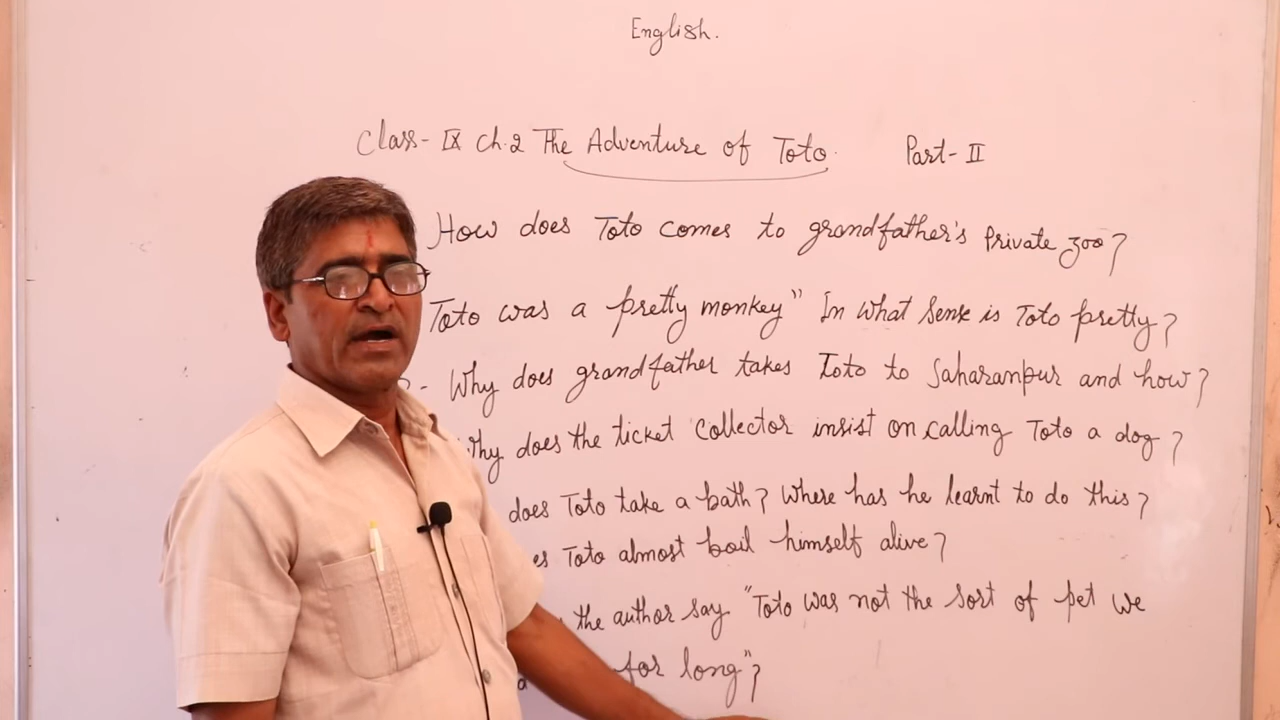 English.
Class- IX Ch.2 The Adventure of Toto. Part- II
How does Toto comes to grandfather's Private zoo?
Toto was a pretty monkey" In what Sense is Toto pretty?
- Why does grandfather takes Toto to Saharanpur and how?
why does the ticket Collector insist on calling Toto a dog?
does Toto take a bath? Where has he learnt to do this?
Toto almost boil himself alive?
the author say "Toto was not the sort of pet we
for long"?